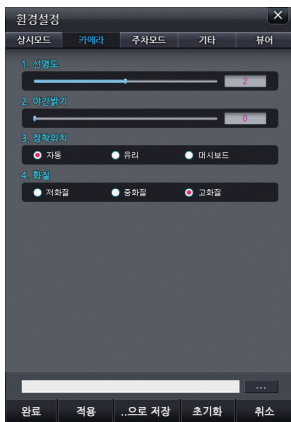 환경설정 X
상시모드 카메라 주차모드 기타 뷰어
1. 선명도
2
2. 야간밝기
0
3. 장착위치
자동 유리 대시보드
4. 화질
저화질 중화질 고화질
...
완료 적용 ..으로 저장 초기화 취소